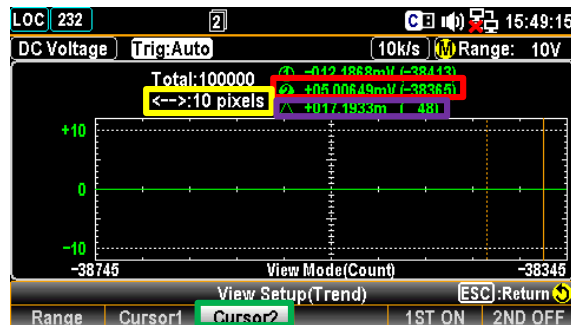 LOC 232 2 C 15:49:15
DC Voltage Trig:Auto 10k/s M Range: 10V
Total:100000 ① -012.1868mV (-38413)
<-->:10 pixels ② +05.00649mV (-38365)
△ +017.1933m ( 48)
+10
0
-10
-38745 View Mode(Count) -38345
View Setup(Trend) ESC:Return
Range Cursor1 Cursor2 1ST ON 2ND OFF